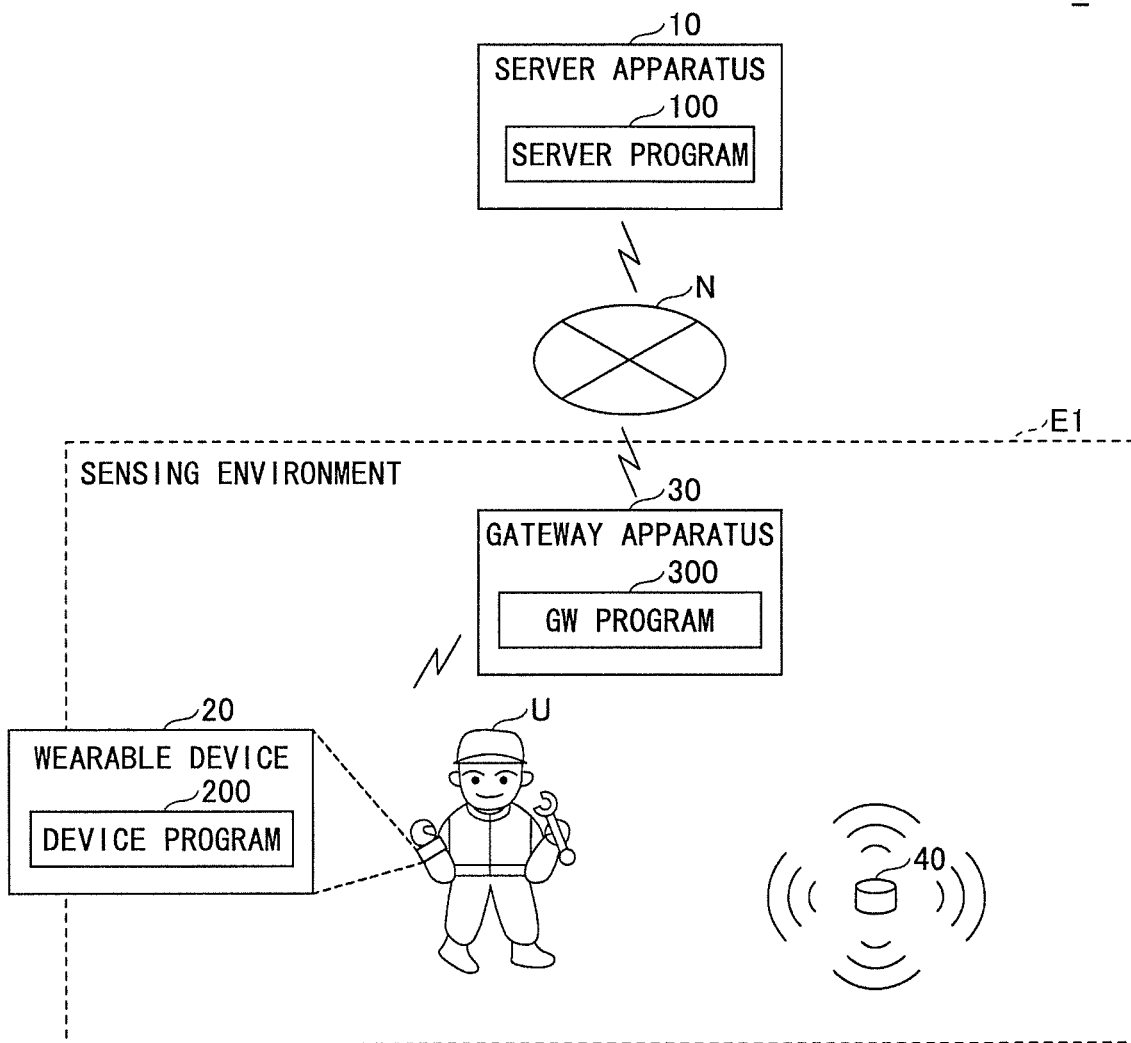 10
SERVER APPARATUS
100
SERVER PROGRAM
N
E1
SENSING ENVIRONMENT
30
GATEWAY APPARATUS
300
GW PROGRAM
20
U
WEARABLE DEVICE
200
DEVICE PROGRAM
40